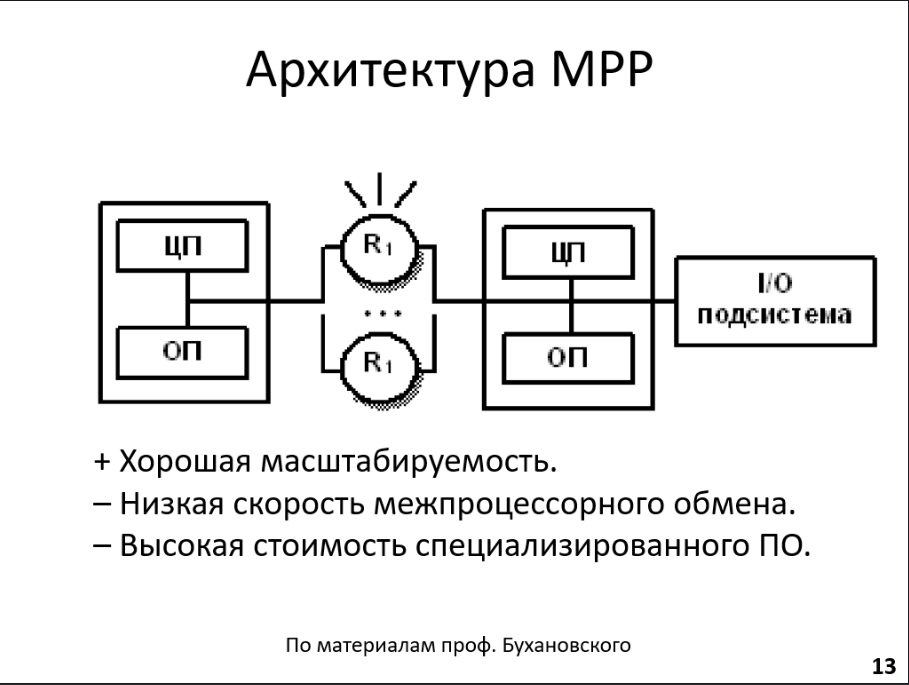 Архитектура МРР
ЦП
ОП
R1
...
R1
ЦП
ОП
I/O
подсистема
+ Хорошая масштабируемость.
– Низкая скорость межпроцессорного обмена.
– Высокая стоимость специализированного ПО.
По материалам проф. Бухановского
13